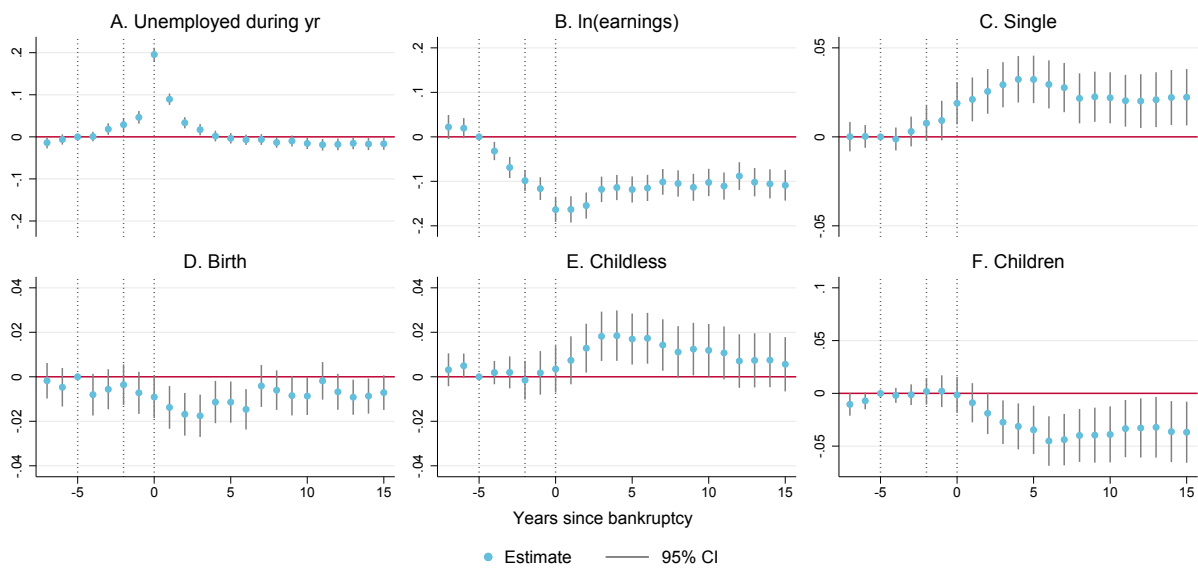 A. Unemployed during yr
.2
.1
0
-.1
-.2
B. ln(earnings)
.2
.1
0
-.1
-.2
C. Single
.05
0
-.05
D. Birth
.04
.02
0
-.02
-.04
-5 0 5 10 15
E. Childless
.04
.02
0
-.02
-.04
-5 0 5 10 15
F. Children
.1
.05
0
-.05
-5 0 5 10 15
Years since bankruptcy
Estimate 95% CI